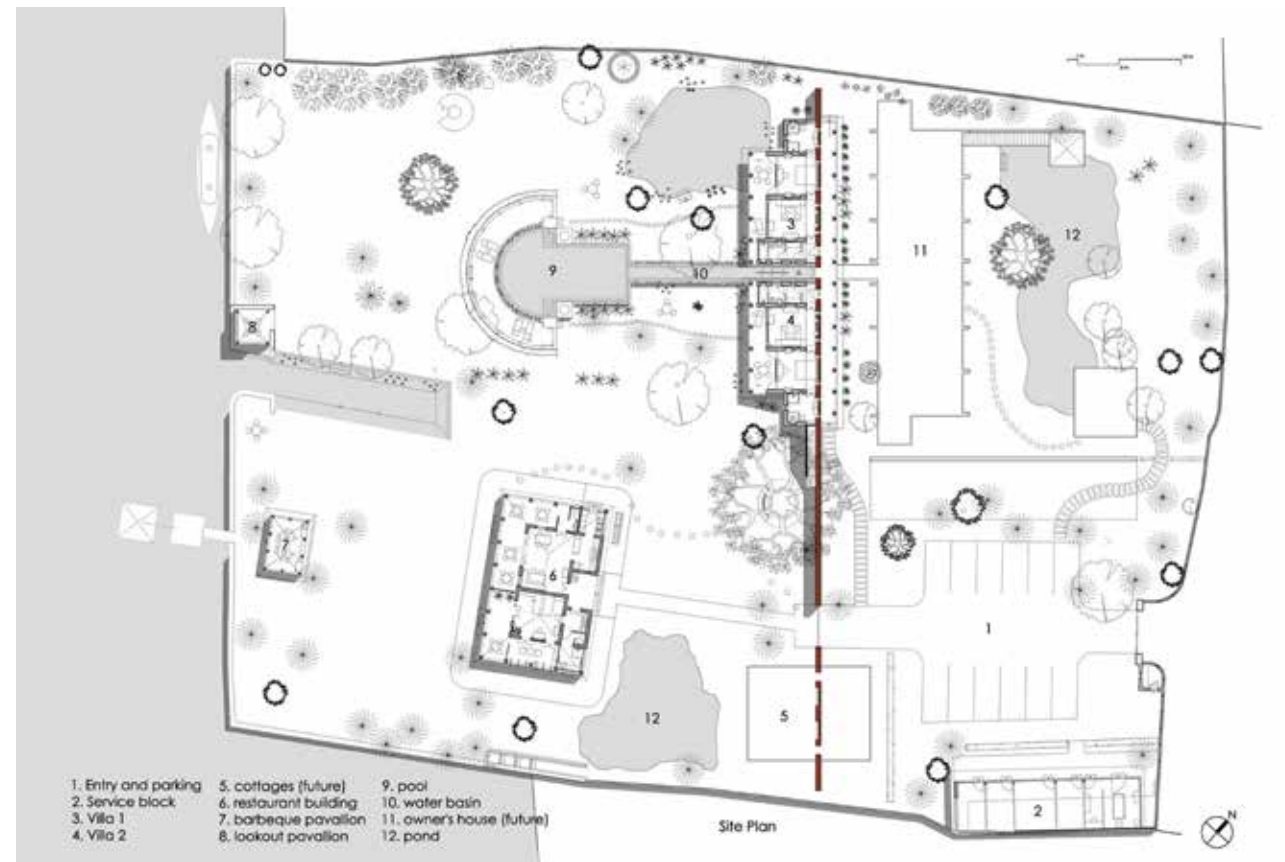 3
11
12
9
10
4
8
7
6
1
12
5
2
1. Entry and parking
2. Service block
3. Villa 1
4. Villa 2
5. cottages (future)
6. restaurant building
7. barbeque pavallion
8. lookout pavallion
9. pool
10. water basin
11. owner's house (future)
12. pond
Site Plan
N